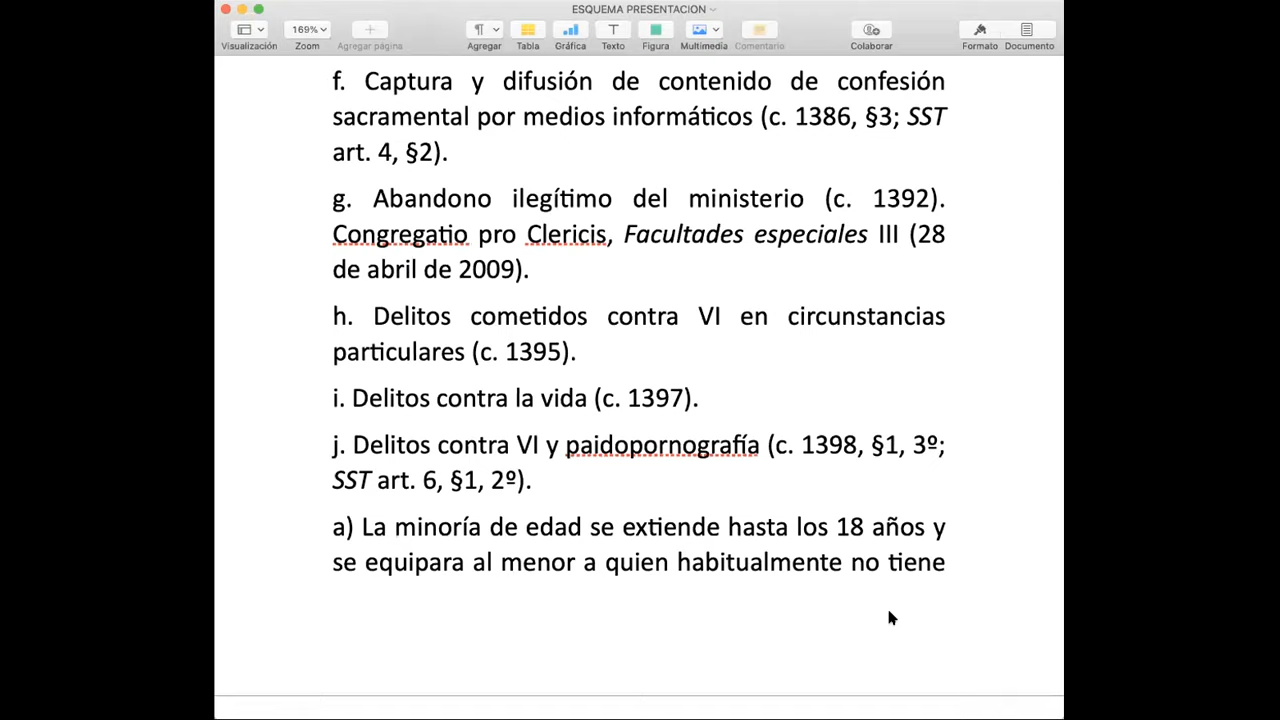 ESQUEMA PRESENTACION
169%
Visualización Zoom Agregar página Agregar Tabla Gráfica Texto Figura Multimedia Comentario Colaborar Formato Documento
f. Captura y difusión de contenido de confesión
sacramental por medios informáticos (c. 1386, §3; SST
art. 4, §2).
g. Abandono ilegítimo del ministerio (c. 1392).
Congregatio pro Clericis, Facultades especiales III (28
de abril de 2009).
h. Delitos cometidos contra VI en circunstancias
particulares (c. 1395).
i. Delitos contra la vida (c. 1397).
j. Delitos contra VI y paidopornografía (c. 1398, §1, 3º;
SST art. 6, §1, 2º).
a) La minoría de edad se extiende hasta los 18 años y
se equipara al menor a quien habitualmente no tiene